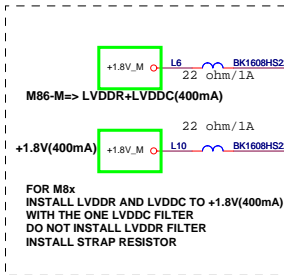 +1.8V_M L6 BK1608HS2
22 ohm/1A
M86-M=> LVDDR+LVDDC(400mA)
22 ohm/1A
+1.8V(400mA) +1.8V_M L10 BK1608HS2
FOR M8x
INSTALL LVDDR AND LVDDC TO +1.8V(400mA)
WITH THE ONE LVDDC FILTER
DO NOT INSTALL LVDDR FILTER
INSTALL STRAP RESISTOR